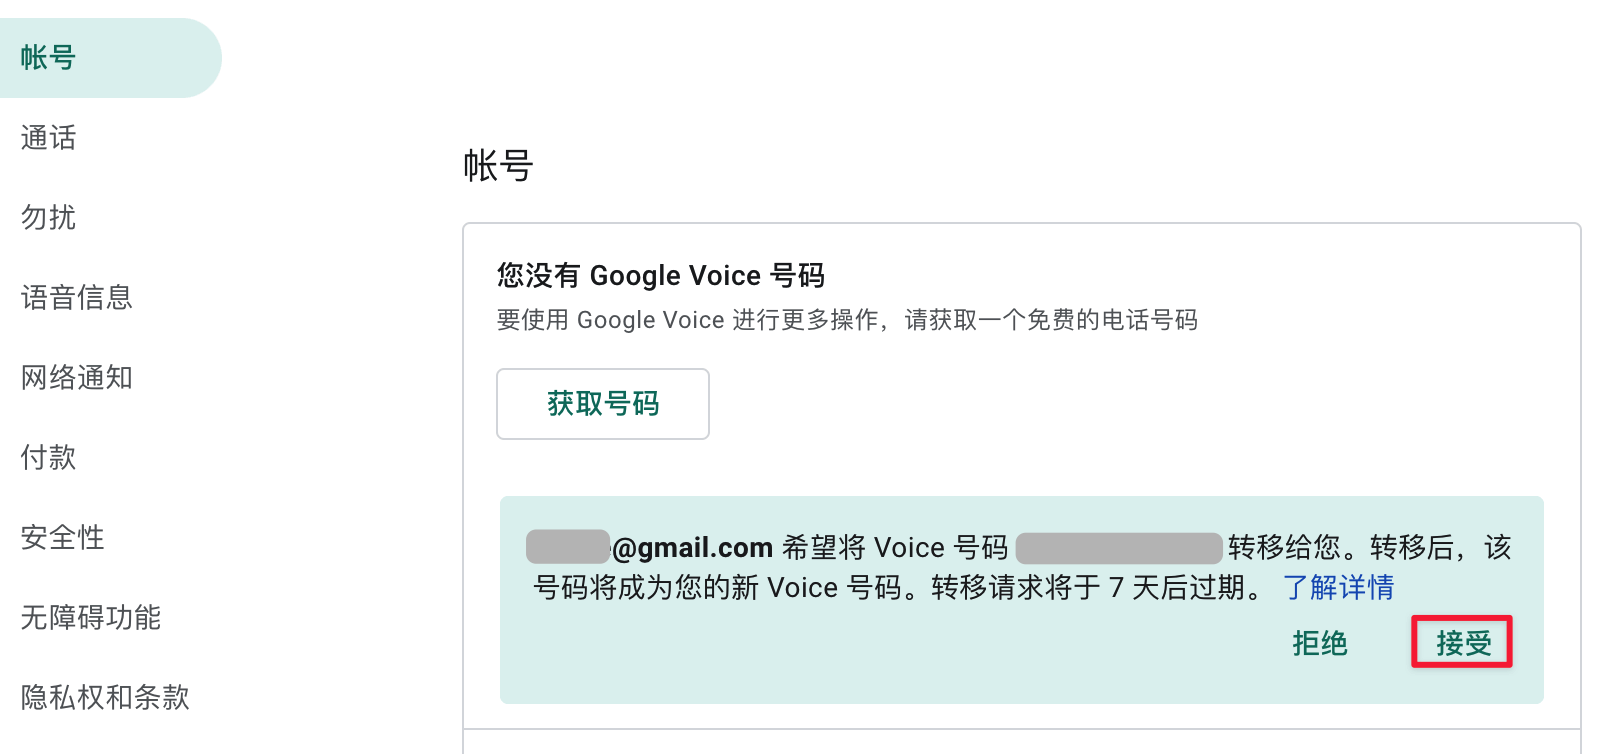 帐号
通话
勿扰
语音信息
网络通知
付款
安全性
无障碍功能
隐私权和条款
帐号
您没有 Google Voice 号码
要使用 Google Voice 进行更多操作，请获取一个免费的电话号码
获取号码
@gmail.com 希望将 Voice 号码 转移给您。转移后，该
号码将成为您的新 Voice 号码。转移请求将于 7 天后过期。 了解详情
拒绝 接受